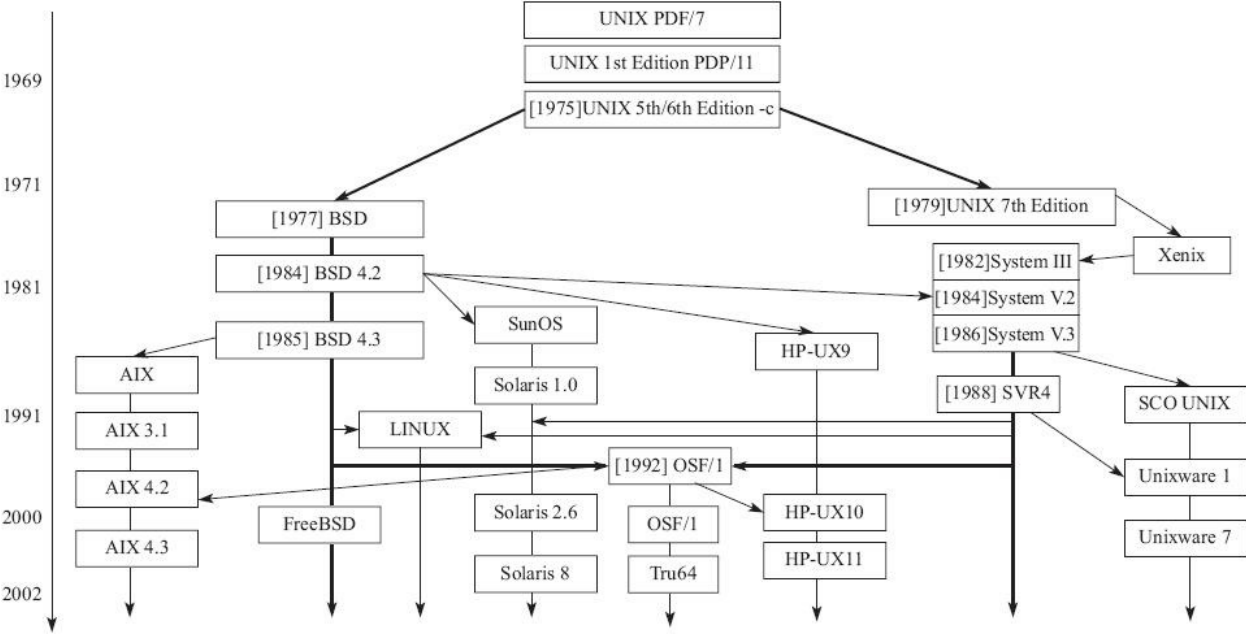 UNIX PDF/7
UNIX 1st Edition PDP/11
1969
[1975]UNIX 5th/6th Edition -c
1971
[1977] BSD
[1979]UNIX 7th Edition
Xenix
[1982]System III
[1984] BSD 4.2
1981
[1984]System V.2
SunOS
[1986]System V.3
[1985] BSD 4.3
HP-UX9
AIX
Solaris 1.0
[1988] SVR4
SCO UNIX
1991
AIX 3.1
LINUX
[1992] OSF/1
Unixware 1
AIX 4.2
2000
FreeBSD
Solaris 2.6
OSF/1
HP-UX10
Unixware 7
AIX 4.3
HP-UX11
Solaris 8
Tru64
2002